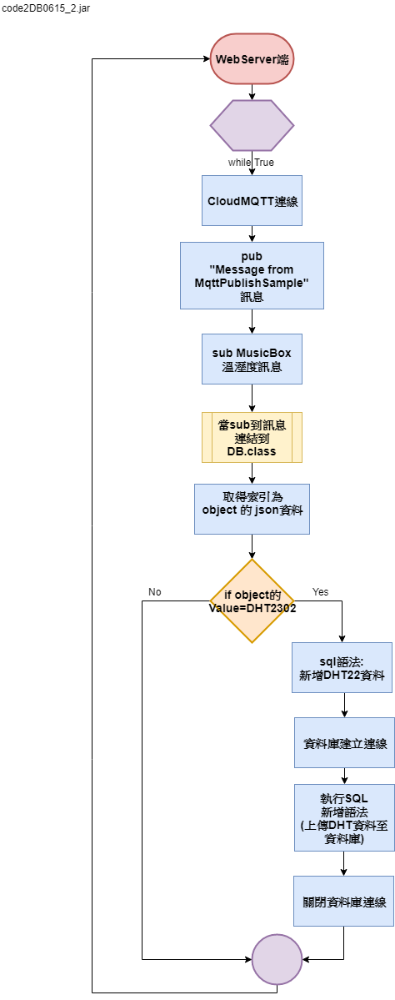 code2DB0615_2.jar
WebServer端
while True
CloudMQTT連線
pub
"Message from
MqttPublishSample"
訊息
sub MusicBox
溫溼度訊息
當sub到訊息
連結到
DB.class
取得索引為
object 的 json資料
No
Yes
if object的
Value=DHT2302
sql語法:
新增DHT22資料
資料庫建立連線
執行SQL
新增語法
(上傳DHT資料至
資料庫)
關閉資料庫連線